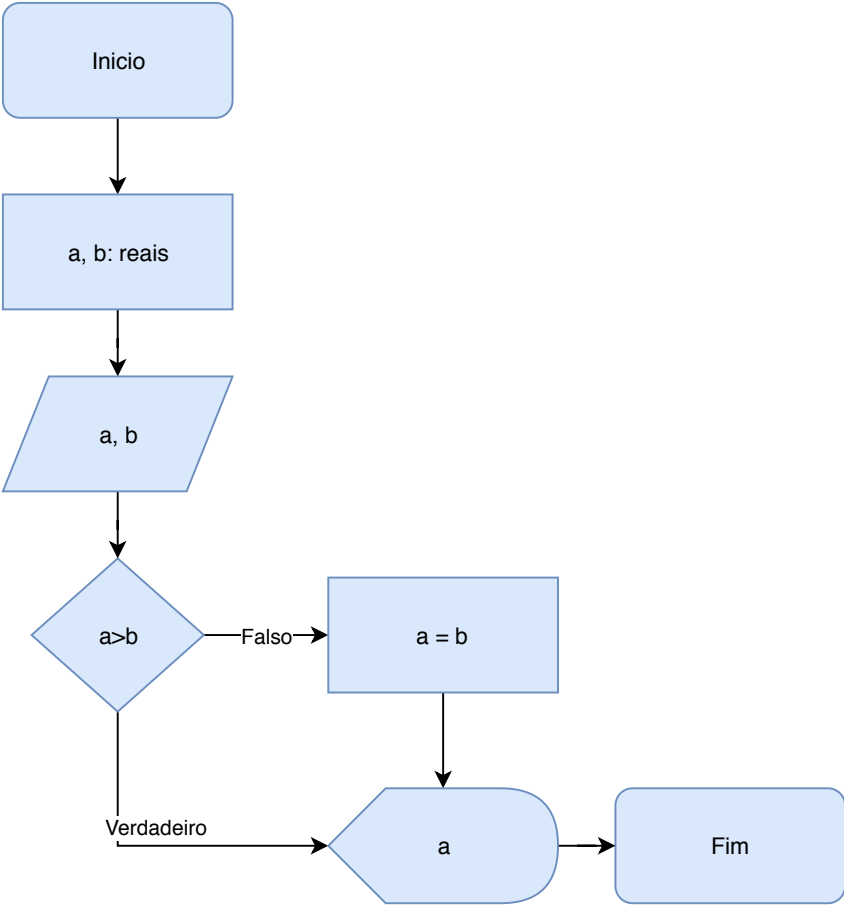 Inicio
a, b: reais
a, b
a>b
Falso
a = b
Verdadeiro
a
Fim